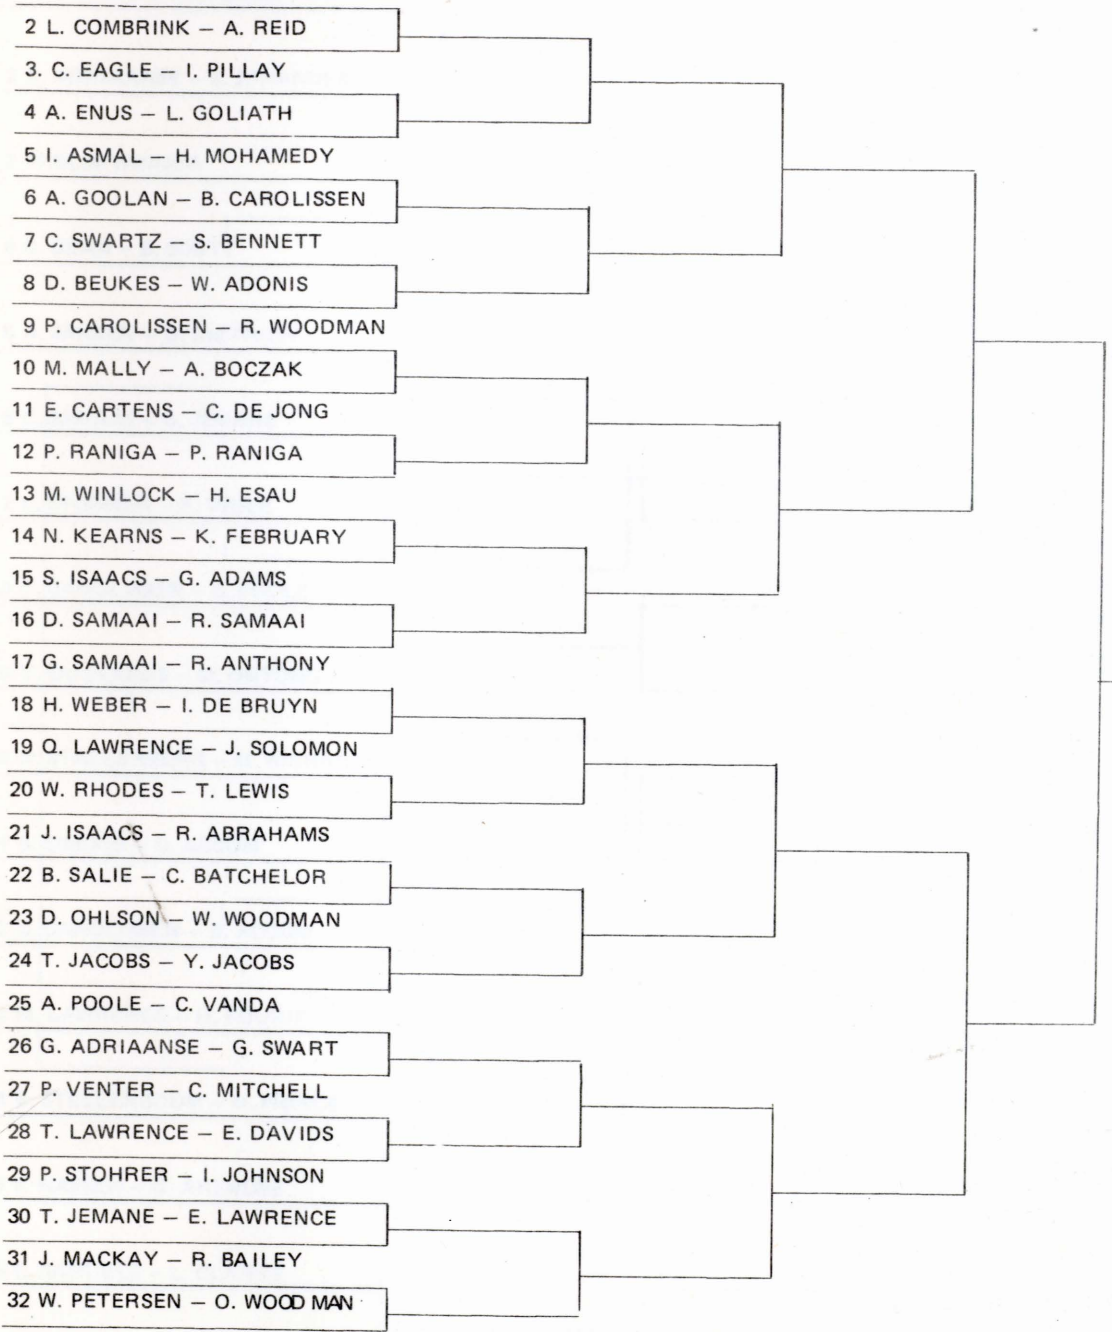 2 L. COMBRINK – A. REID
3. C. EAGLE – I. PILLAY
4 A. ENUS – L. GOLIATH
5 I. ASMAL – H. MOHAMEDY
6 A. GOOLAN – B. CAROLISSEN
7 C. SWARTZ – S. BENNETT
8 D. BEUKES – W. ADONIS
9 P. CAROLISSEN – R. WOODMAN
10 M. MALLY – A. BOCZAK
11 E. CARTENS – C. DE JONG
12 P. RANIGA – P. RANIGA
13 M. WINLOCK – H. ESAU
14 N. KEARNS – K. FEBRUARY
15 S. ISAACS – G. ADAMS
16 D. SAMAAI – R. SAMAAI
17 G. SAMAAI – R. ANTHONY
18 H. WEBER – I. DE BRUYN
19 Q. LAWRENCE – J. SOLOMON
20 W. RHODES – T. LEWIS
21 J. ISAACS – R. ABRAHAMS
22 B. SALIE – C. BATCHELOR
23 D. OHLSON – W. WOODMAN
24 T. JACOBS – Y. JACOBS
25 A. POOLE – C. VANDA
26 G. ADRIAANSE – G. SWART
27 P. VENTER – C. MITCHELL
28 T. LAWRENCE – E. DAVIDS
29 P. STOHRER – I. JOHNSON
30 T. JEMANE – E. LAWRENCE
31 J. MACKAY – R. BAILEY
32 W. PETERSEN – O. WOODMAN